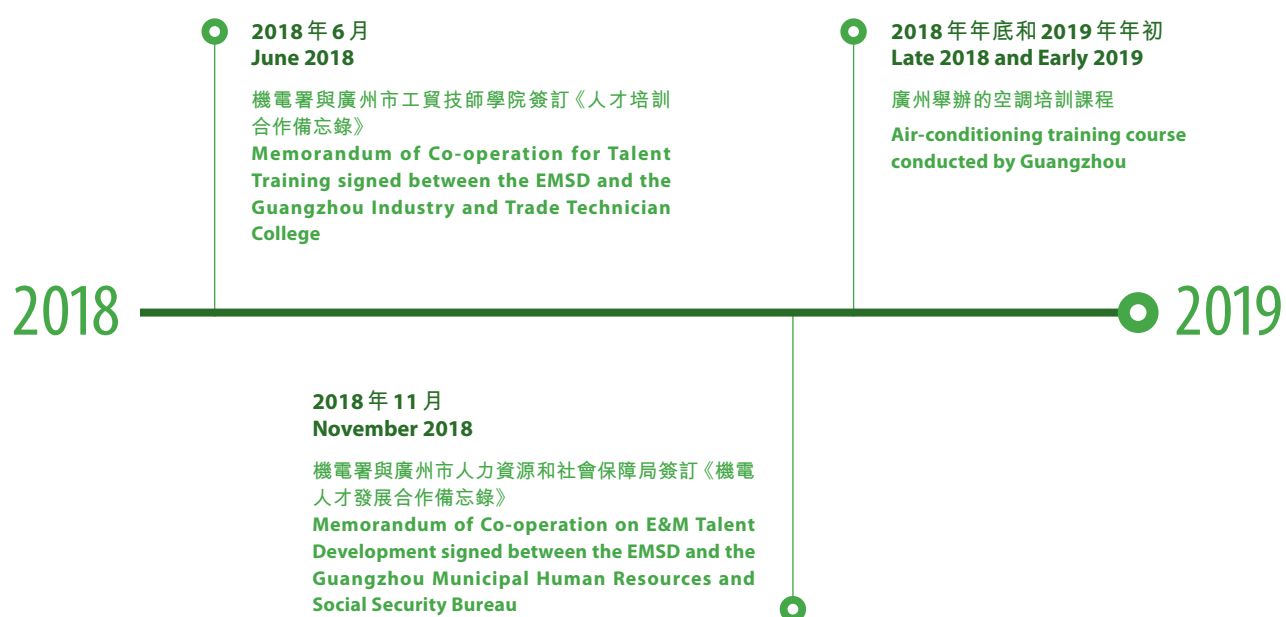 2018年6月
June 2018
機電署與廣州市工貿技師學院簽訂《人才培訓
合作備忘錄》
Memorandum of Co-operation for Talent
Training signed between the EMSD and the
Guangzhou Industry and Trade Technician
College
2018年年底和2019年年初
Late 2018 and Early 2019
廣州舉辦的空調培訓課程
Air-conditioning training course
conducted by Guangzhou
2018
2019
2018年11月
November 2018
機電署與廣州市人力資源和社會保障局簽訂《機電
人才發展合作備忘錄》
Memorandum of Co-operation on E&M Talent
Development signed between the EMSD and the
Guangzhou Municipal Human Resources and
Social Security Bureau